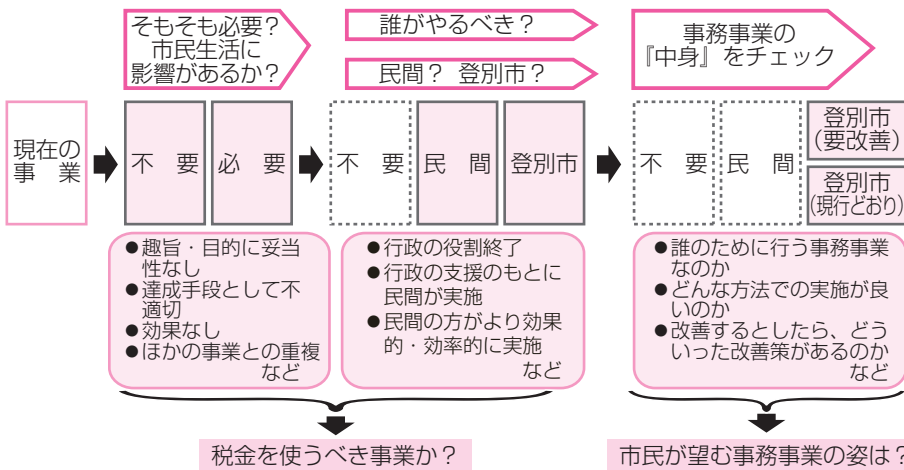 そもそも必要?
市民生活に
影響があるか?
誰がやるべき?
民間? 登別市?
事務事業の
『中身』をチェック
現在の
事 業
不 要
必 要
不 要
民 間
登別市
不 要
民 間
登別市
(要改善)
登別市
(現行どおり)
●趣旨・目的に妥当
性なし
●達成手段として不
適切
●効果なし
●ほかの事業との重複
など
●行政の役割終了
●行政の支援のもとに
民間が実施
●民間の方がより効果
的・効率的に実施
など
●誰のために行う事務事業
なのか
●どんな方法での実施が良
いのか
●改善するとしたら、どう
いった改善策があるのか
など
税金を使うべき事業か?
市民が望む事務事業の姿は?